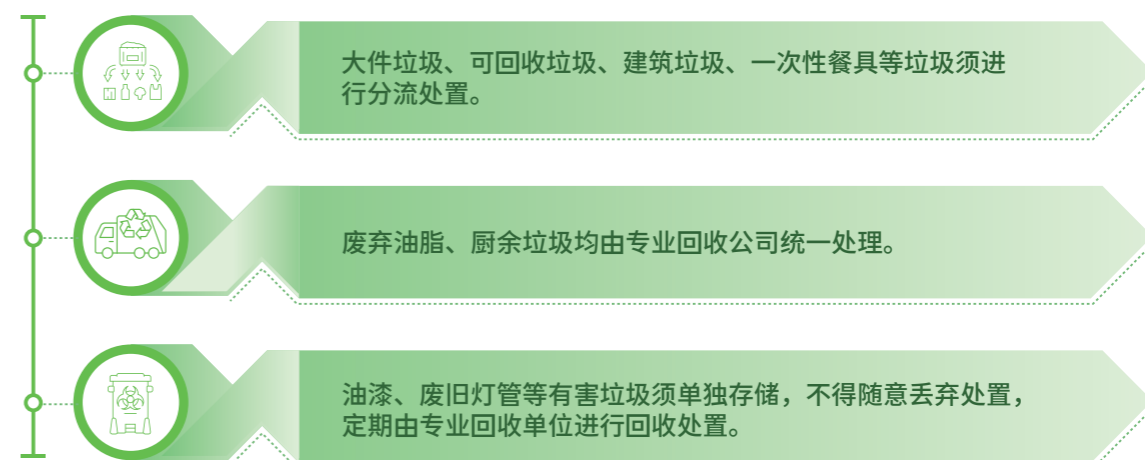 大件垃圾、可回收垃圾、建筑垃圾、一次性餐具等垃圾须进
行分流处置。
废弃油脂、厨余垃圾均由专业回收公司统一处理。
油漆、废旧灯管等有害垃圾须单独存储，不得随意丢弃处置，
定期由专业回收单位进行回收处置。